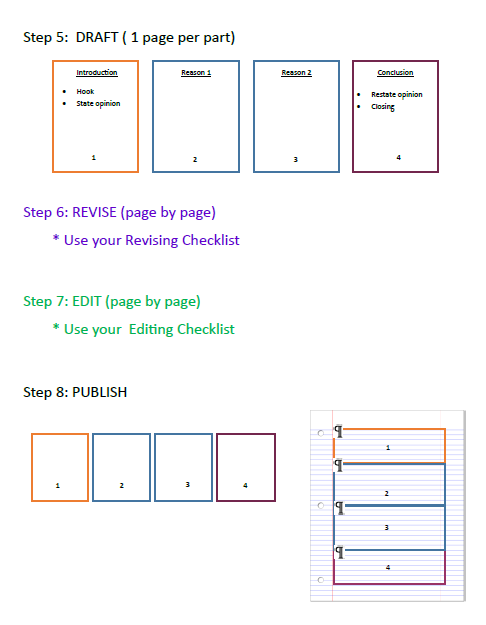 Step 5:  DRAFT ( 1 page per part)
Introduction
• Hook
• State opinion
1
Reason 1
2
Reason 2
3
Conclusion
• Restate opinion
• Closing
4
Step 6: REVISE (page by page)
* Use your Revising Checklist
Step 7: EDIT (page by page)
* Use your  Editing Checklist
Step 8: PUBLISH
1
2
3
4
¶
1
¶
2
¶
3
¶
4